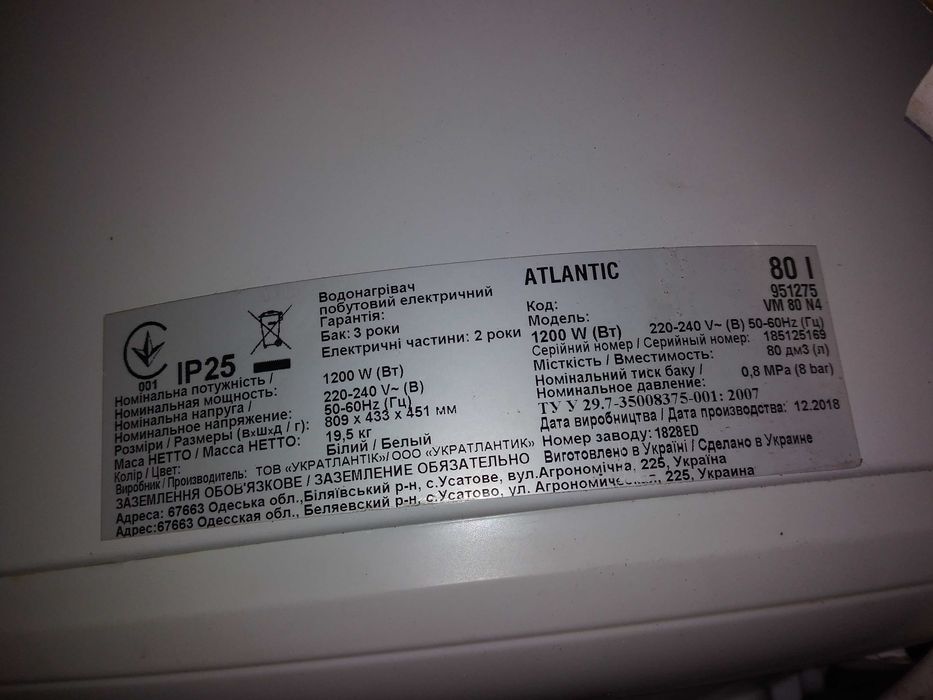 Водонагрівач
побутовий електричний
Гарантія:
Бак: 3 роки
Електричні частини: 2 роки
ATLANTIC 80 l
Код: 951275
Модель: VM 80 N4
1200 W (Вт) 220-240 V~ (В) 50-60Hz (Гц)
Серійний номер / Серийный номер: 185125169
Місткість / Вместимость: 80 дм3 (л)
Номінальний тиск баку /
Номинальное давление: 0,8 MPa (8 bar)
ТУ У 29.7-35008375-001: 2007
Дата виробництва / Дата производства: 12.2018
Номер заводу: 1828ED
Виготовлено в Україні / Сделано в Украине
001 IP25
Номінальна потужність /
Номинальная мощность: 1200 W (Вт)
Номінальна напруга /
Номинальное напряжение: 220-240 V~ (В)
50-60Hz (Гц)
Розміри / Размеры (вxшxд / г): 809 x 433 x 451 мм
Маса НЕТТО / Масса НЕТТО: 19,5 кг
Колір / Цвет: Білий / Белый
Виробник / Производитель: ТОВ «УКРАТЛАНТІК»/ООО «УКРАТЛАНТИК»
ЗАЗЕМЛЕННЯ ОБОВ'ЯЗКОВЕ / ЗАЗЕМЛЕНИЕ ОБЯЗАТЕЛЬНО
Адреса: 67663 Одеська обл.,Біляївський р-н, с.Усатове, вул.Агрономічна, 225, Україна
Адрес:67663 Одесская обл., Беляевский р-н, с.Усатово, ул. Агрономическая, 225, Украина